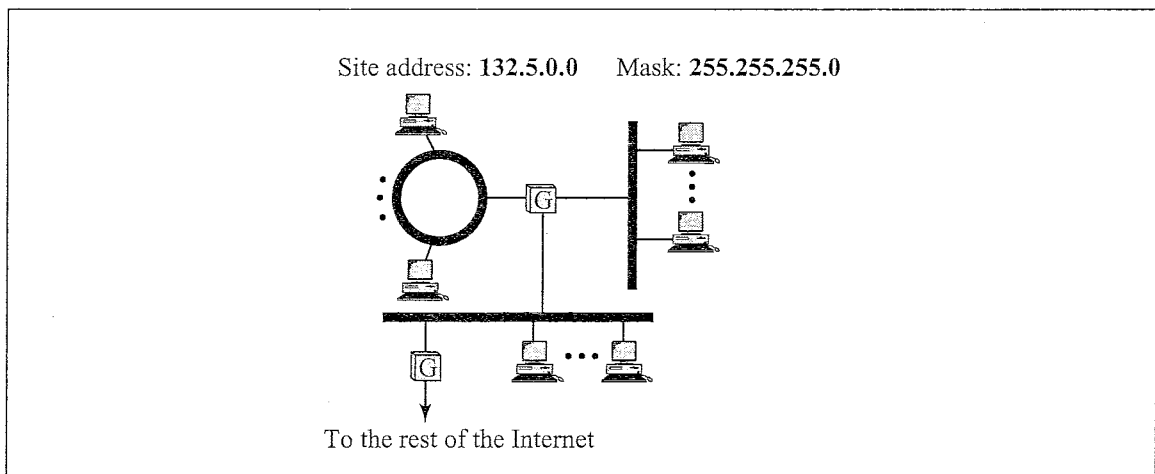 Site address: 132.5.0.0 Mask: 255.255.255.0
G
G
To the rest of the Internet